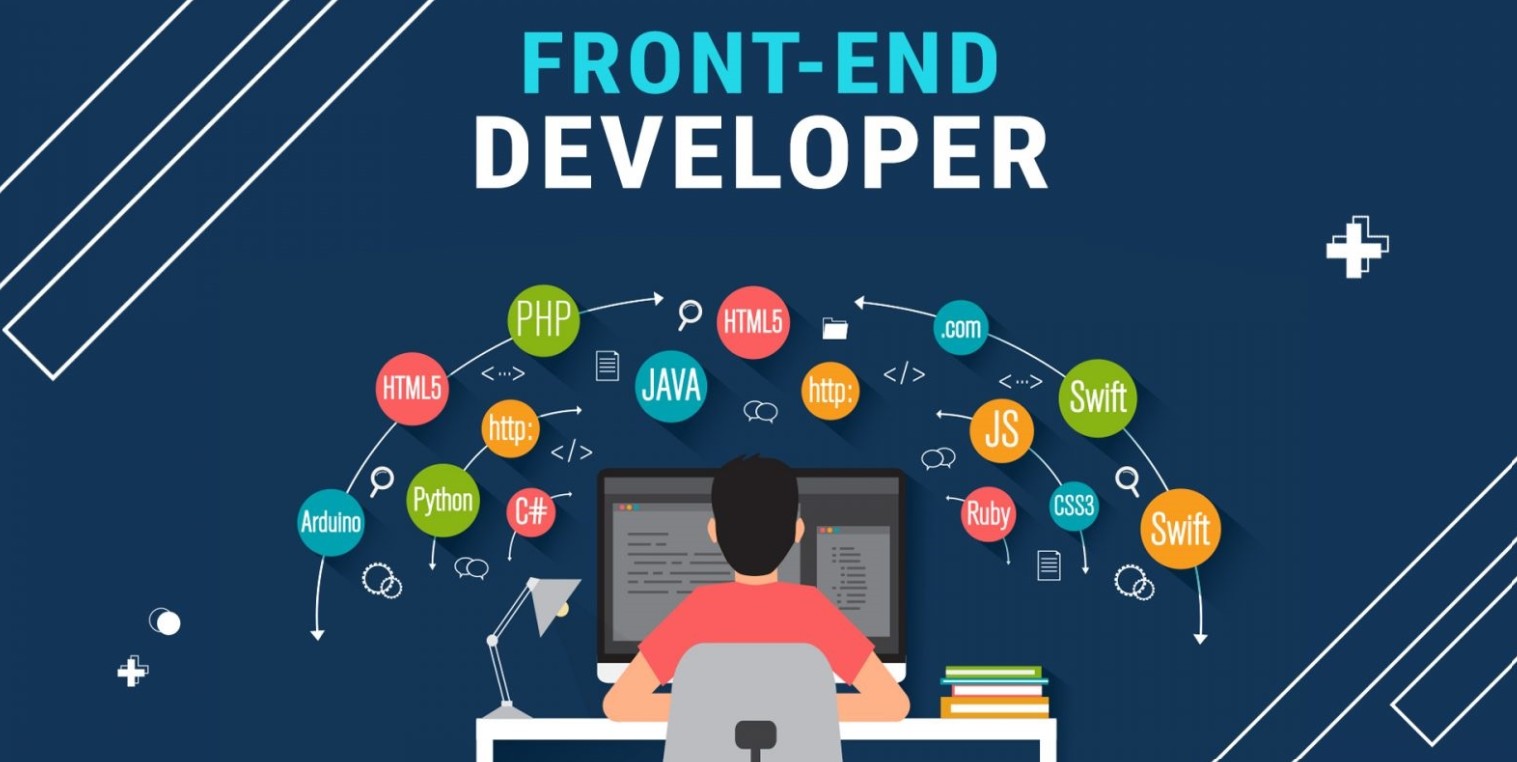 FRONT-END
DEVELOPER
PHP
HTML5
.com
HTML5
JAVA
http:
Swift
http:
JS
Python
C#
Ruby
CSS3
Arduino
Swift
<...>
</>
<...>
</>